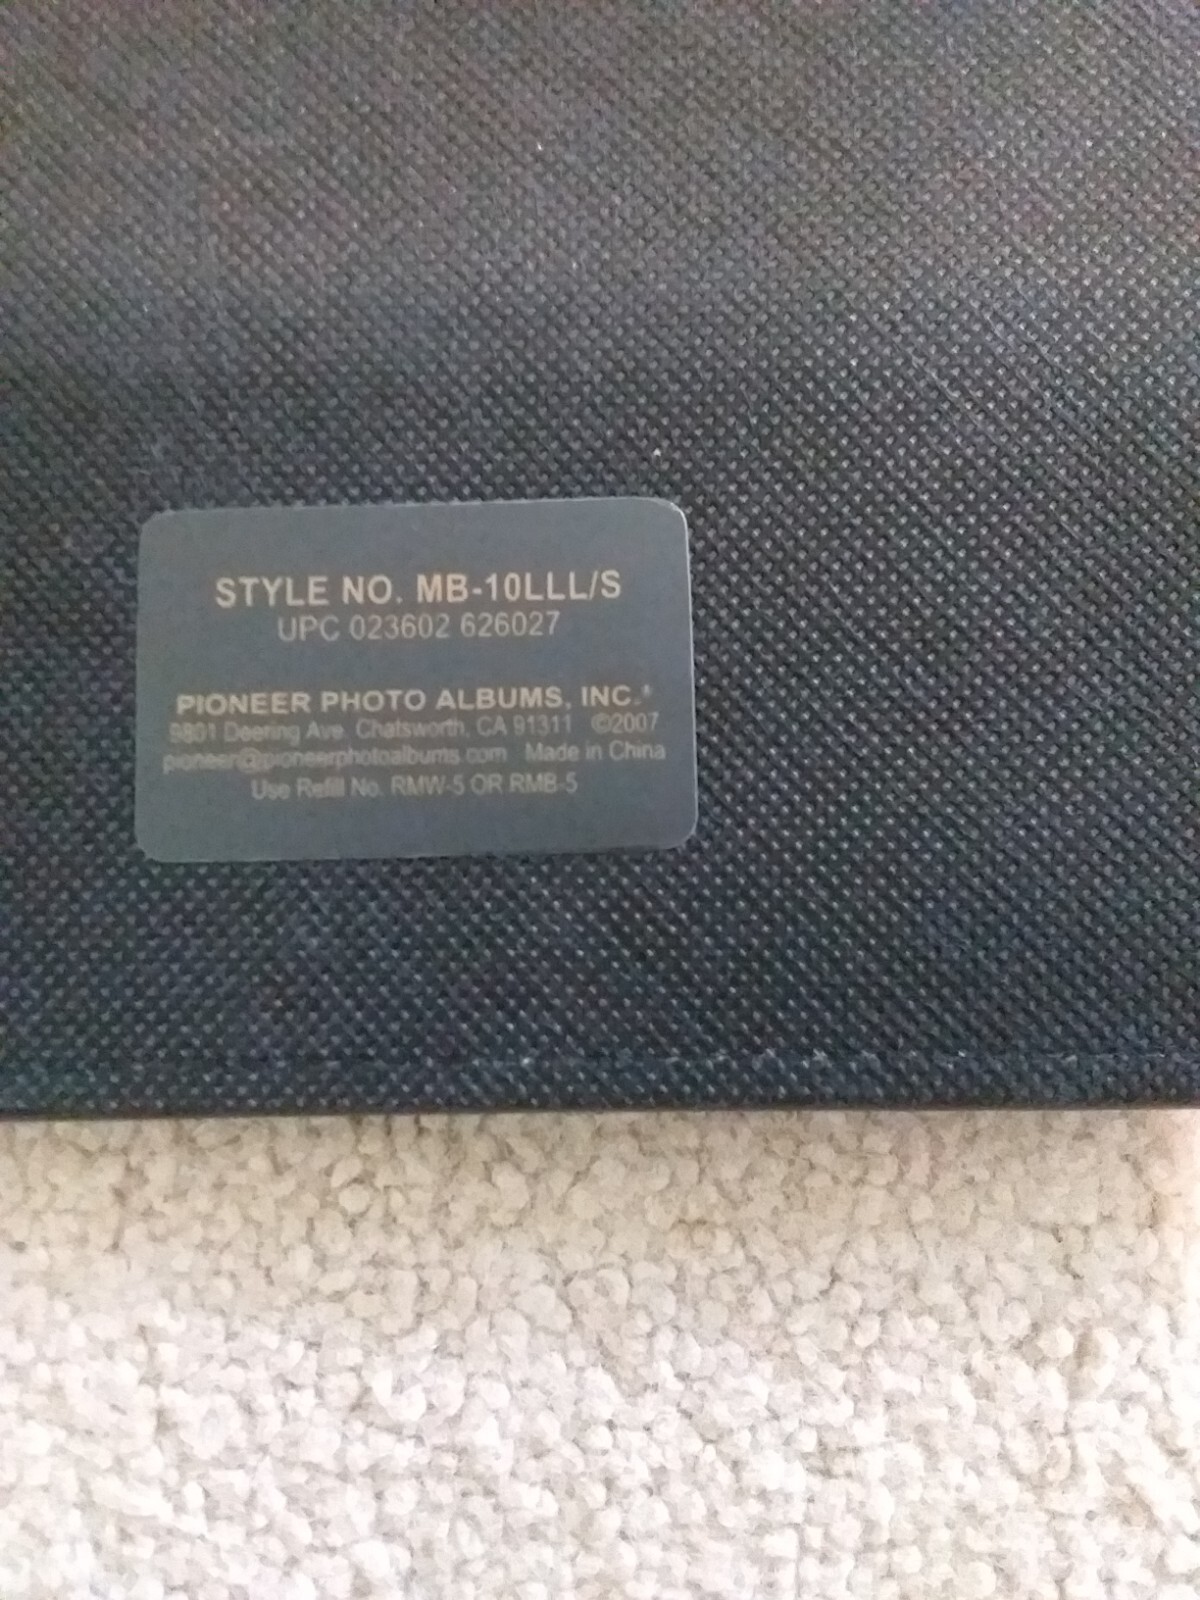 STYLE NO. MB-10LLL/S
UPC 023602 626027
PIONEER PHOTO ALBUMS, INC.®
9801 Deering Ave. Chatsworth, CA 91311 ©2007
pioneer@pioneerphotoalbums.com Made in China
Use Refill No. RMW-5 OR RMB-5